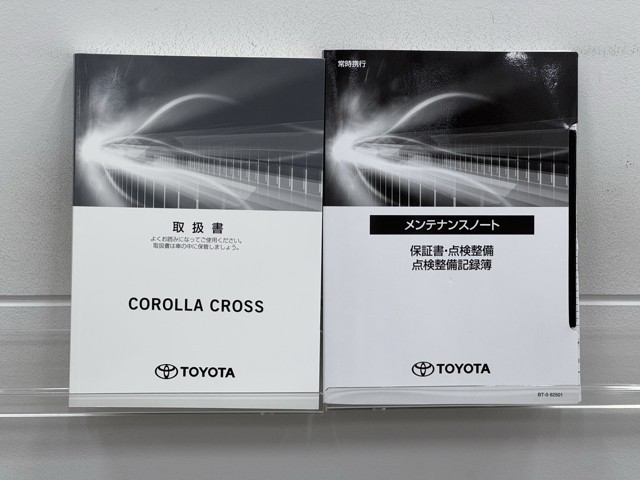 取扱書
よくお読みになってご使用ください。
取扱書は車の中に保管しましょう。
COROLLA CROSS
TOYOTA
常時携行
メンテナンスノート
保証書・点検整備
点検整備記録簿
TOYOTA